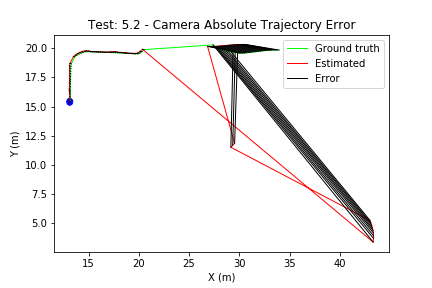 Test: 5.2 - Camera Absolute Trajectory Error
Ground truth
Estimated
Error
Y (m)
20.0
17.5
15.0
12.5
10.0
7.5
5.0
15 20 25 30 35 40
X (m)